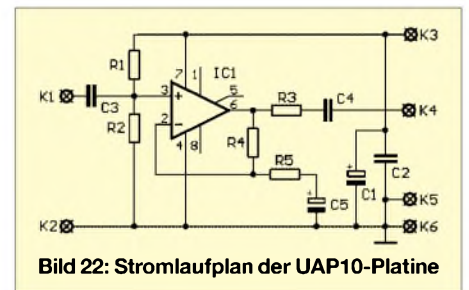 K3
R1
7 1 IC1
K1 3 + 5 R3 C4 K4
C3 6
R2 2 −
4 8 R4 R5
C2
+ + C1 K5
C5
K2 K6
Bild 22: Stromlaufplan der UAP10-Platine